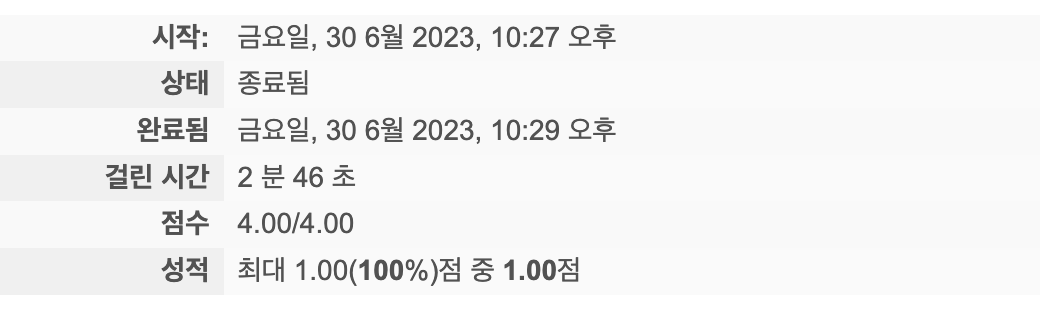 시작: 금요일, 30 6월 2023, 10:27 오후
상태 종료됨
완료됨 금요일, 30 6월 2023, 10:29 오후
걸린 시간 2 분 46 초
점수 4.00/4.00
성적 최대 1.00(100%)점 중 1.00점